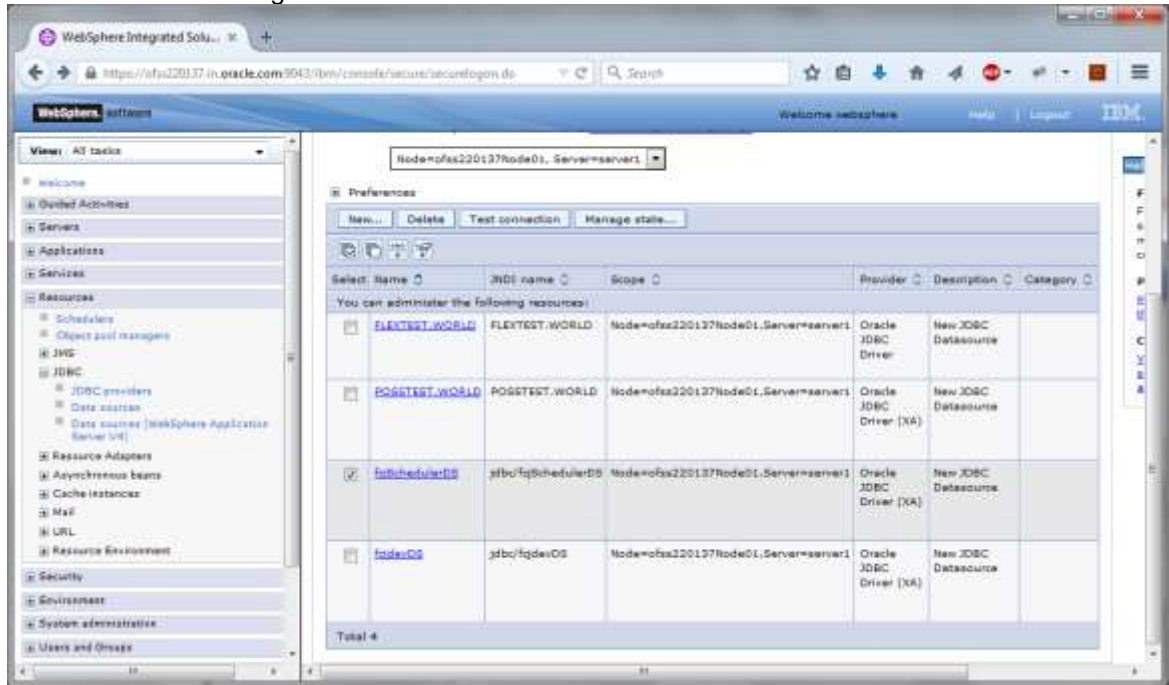 WebSphere Integrated Solu... × +
https://ofss220137.in.oracle.com:9043/ibm/console/secure/securelogon.do
Search
WebSphere. software
Welcome websphere
Help | Logout
IBM.
View: All tasks
Welcome
Guided Activities
Servers
Applications
Services
Resources
Schedulers
Object pool managers
JMS
JDBC
JDBC providers
Data sources
Data sources (WebSphere Application
Server V4)
Resource Adapters
Asynchronous beans
Cache instances
Mail
URL
Resource Environment
Security
Environment
System administration
Users and Groups
Node=ofss220137Node01, Server=server1
Preferences
New... Delete Test connection Manage state...
Select Name JNDI name Scope Provider Description Category
You can administer the following resources:
FLEXTEST.WORLD FLEXTEST.WORLD Node=ofss220137Node01,Server=server1 Oracle New JDBC
JDBC Datasource
Driver
POSSTEST.WORLD POSSTEST.WORLD Node=ofss220137Node01,Server=server1 Oracle New JDBC
JDBC Datasource
Driver (XA)
fqSchedulerDS jdbc/fqSchedulerDS Node=ofss220137Node01,Server=server1 Oracle New JDBC
JDBC Datasource
Driver (XA)
fqdevDS jdbc/fqdevDS Node=ofss220137Node01,Server=server1 Oracle New JDBC
JDBC Datasource
Driver (XA)
Total 4